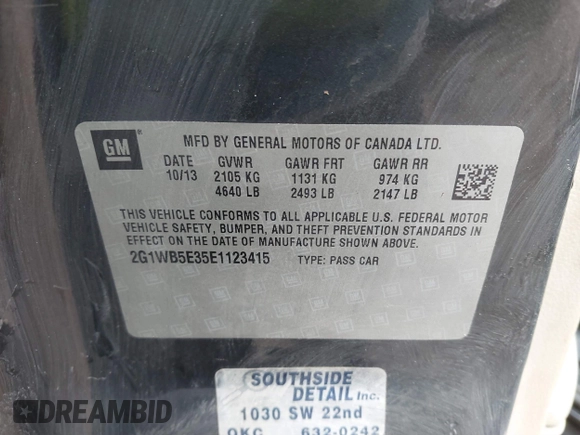 GM
MFD BY GENERAL MOTORS OF CANADA LTD.
DATE GVWR GAWR FRT GAWR RR
10/13 2105 KG 1131 KG 974 KG
4640 LB 2493 LB 2147 LB
THIS VEHICLE CONFORMS TO ALL APPLICABLE U.S. FEDERAL MOTOR
VEHICLE SAFETY, BUMPER, AND THEFT PREVENTION STANDARDS IN
EFFECT ON THE DATE OF MANUFACTURE SHOWN ABOVE.
2G1WB5E35E1123415 TYPE: PASS CAR
SOUTHSIDE
DETAIL Inc.
1030 SW 22nd
OKC 632-0242
DREAMBID